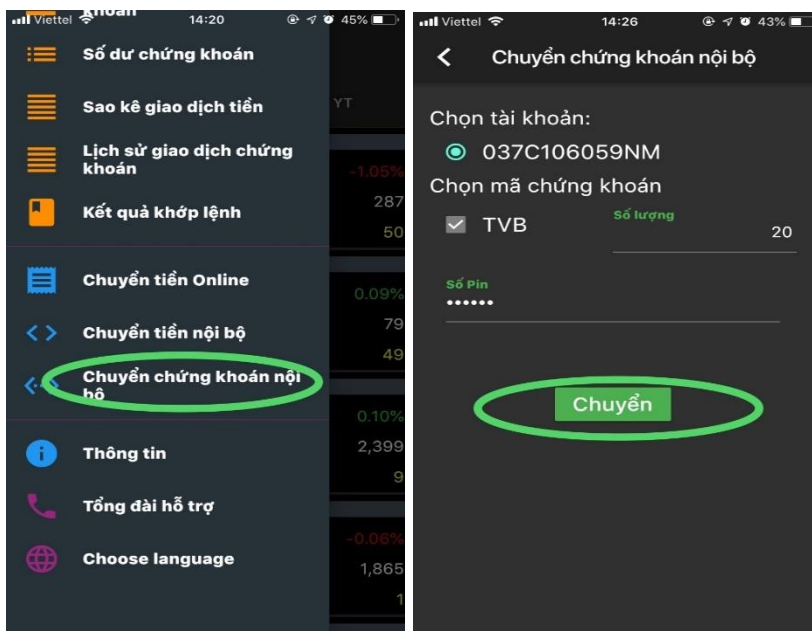 khoán
Viettel 14:20 45%
Số dư chứng khoán
Sao kê giao dịch tiền
YT
Lịch sử giao dịch chứng
khoán
-1.05%
287
Kết quả khớp lệnh
50
Chuyển tiền Online
0.09%
79
Chuyển tiền nội bộ
49
Chuyển chứng khoán nội
bộ
0.10%
Thông tin
2,399
9
Tổng đài hỗ trợ
-0.06%
Choose language
1,865
1
Viettel 14:26 43%
Chuyển chứng khoán nội bộ
Chọn tài khoản:
037C106059NM
Chọn mã chứng khoán
TVB
Số lượng
20
Số Pin
••••••
Chuyển